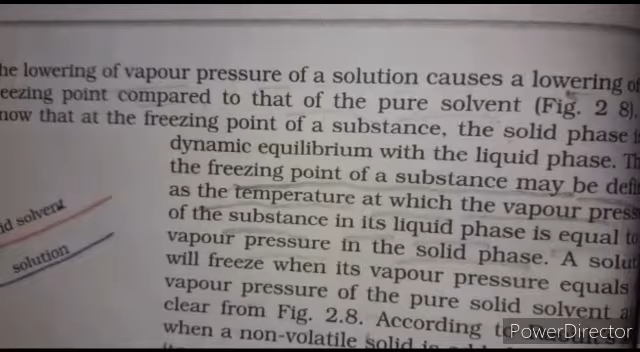 he lowering of vapour pressure of a solution causes a lowering of
eezing point compared to that of the pure solvent (Fig. 2 8).
now that at the freezing point of a substance, the solid phase i
dynamic equilibrium with the liquid phase. Th
the freezing point of a substance may be defi
as the temperature at which the vapour press
of the substance in its liquid phase is equal to
vapour pressure in the solid phase. A solut
will freeze when its vapour pressure equals
vapour pressure of the pure solid solvent a
clear from Fig. 2.8. According to
when a non-volatile solid is
id solvent
solution
PowerDirector